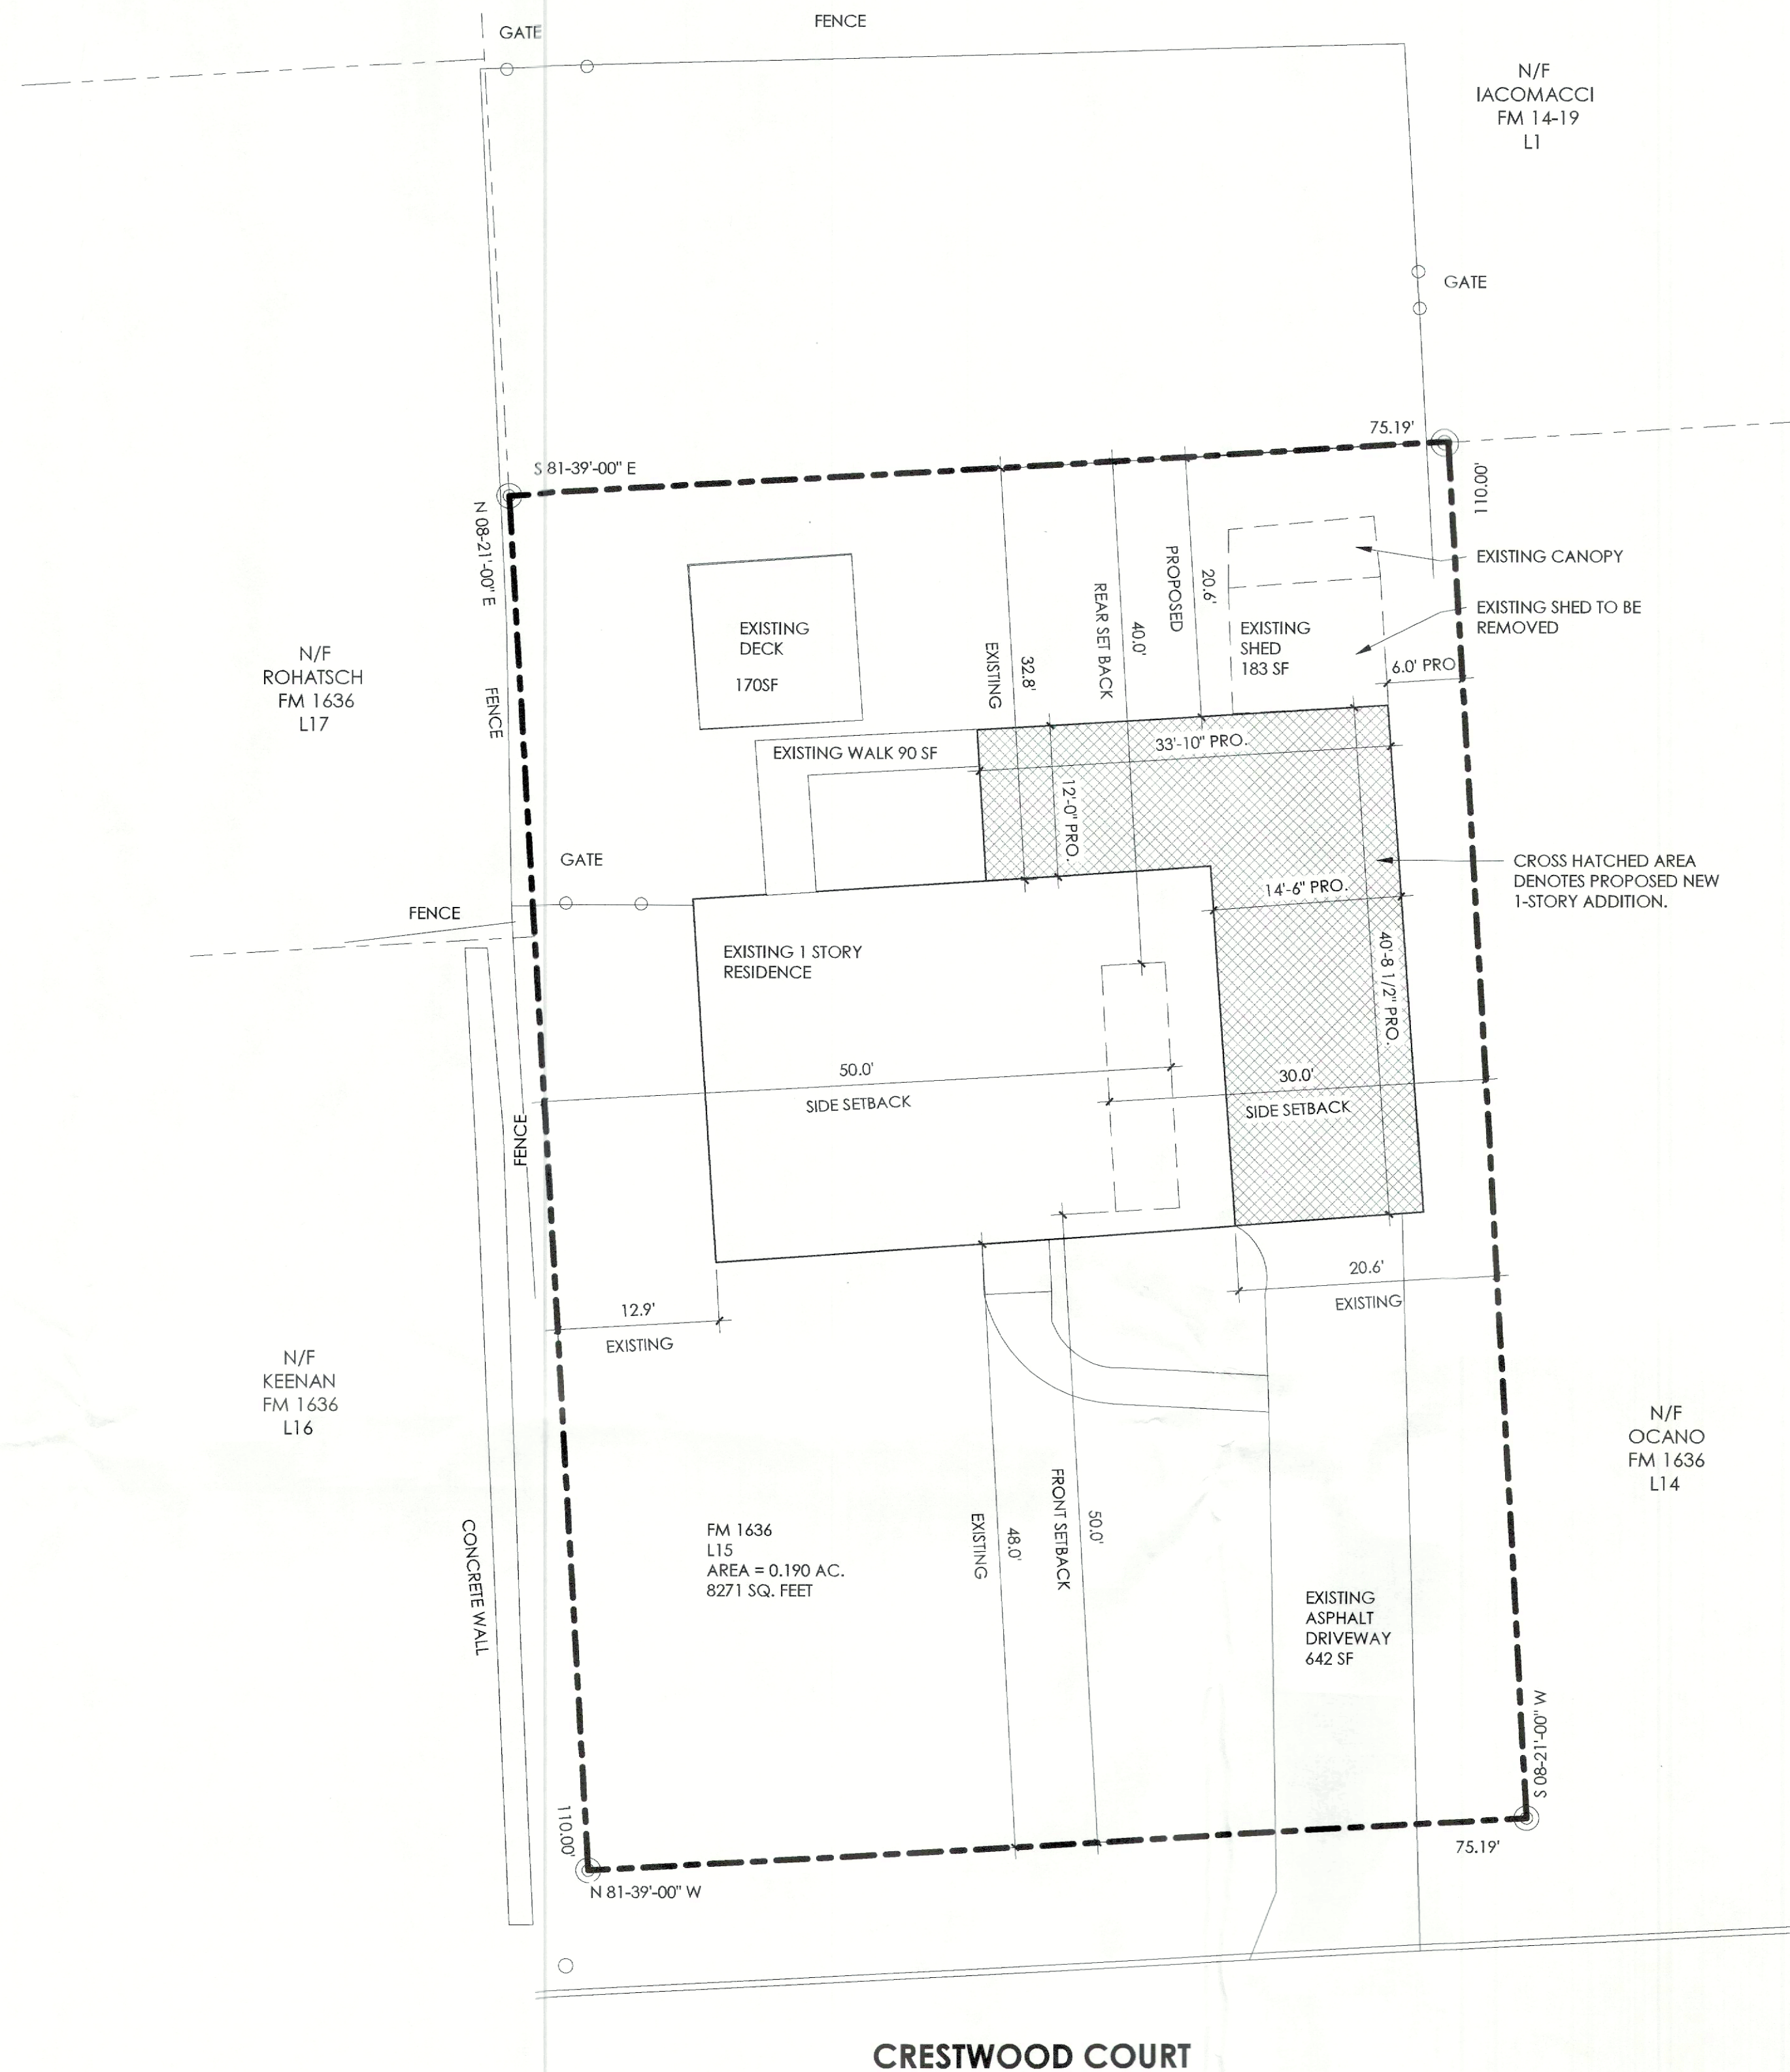 FENCE
GATE
N/F
IACOMACCI
FM 14-19
L1
GATE
75.19'
S 81-39'-00" E
110.00'
N 08-21'-00" E
EXISTING CANOPY
PROPOSED
20.6'
REAR SET BACK
40.0'
EXISTING
32.8'
EXISTING SHED TO BE
REMOVED
EXISTING
SHED
183 SF
EXISTING
DECK
170SF
N/F
ROHATSCH
FM 1636
L17
FENCE
6.0' PRO
EXISTING WALK 90 SF
33'-10" PRO.
12'-0" PRO.
GATE
FENCE
14'-6" PRO.
CROSS HATCHED AREA
DENOTES PROPOSED NEW
1-STORY ADDITION.
EXISTING 1 STORY
RESIDENCE
40'-8 1/2" PRO.
50.0'
SIDE SETBACK
30.0'
SIDE SETBACK
FENCE
20.6'
EXISTING
12.9'
EXISTING
N/F
KEENAN
FM 1636
L16
N/F
OCANO
FM 1636
L14
EXISTING
48.0'
FRONT SETBACK
50.0'
CONCRETE WALL
FM 1636
L15
AREA = 0.190 AC.
8271 SQ. FEET
EXISTING
ASPHALT
DRIVEWAY
642 SF
S 08-21'-00" W
110.00'
75.19'
N 81-39'-00" W
CRESTWOOD COURT